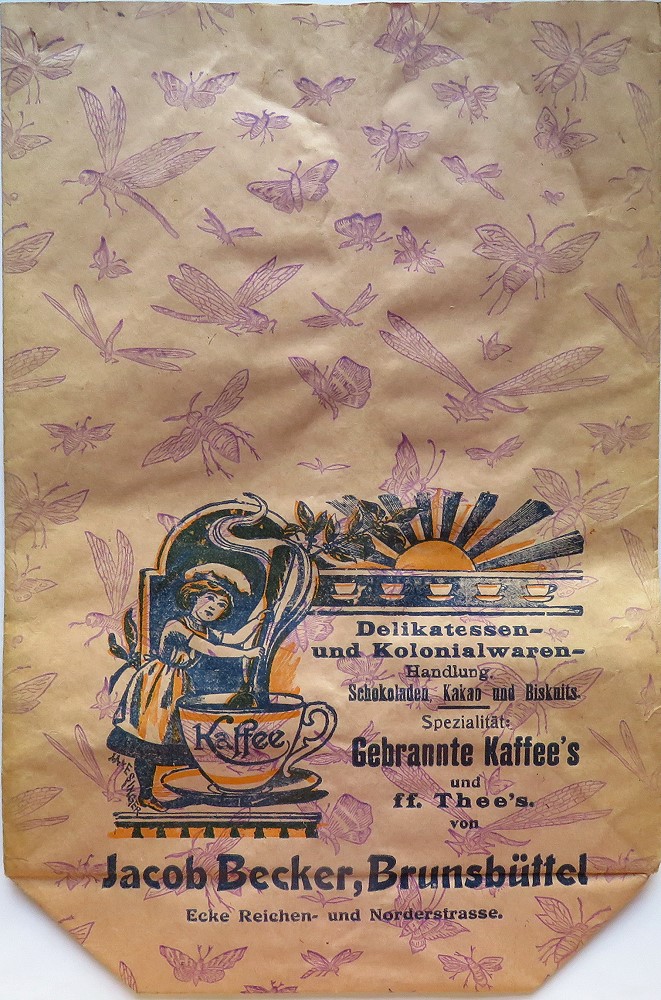 Delikatessen-
und Kolonialwaren-
Handlung.
Schokoladen, Kakao und Biskuits.
Spezialität:
Gebrannte Kaffee's
und
ff. Thee's.
von
Kaffee
Jacob Becker, Brunsbüttel
Ecke Reichen- und Norderstrasse.